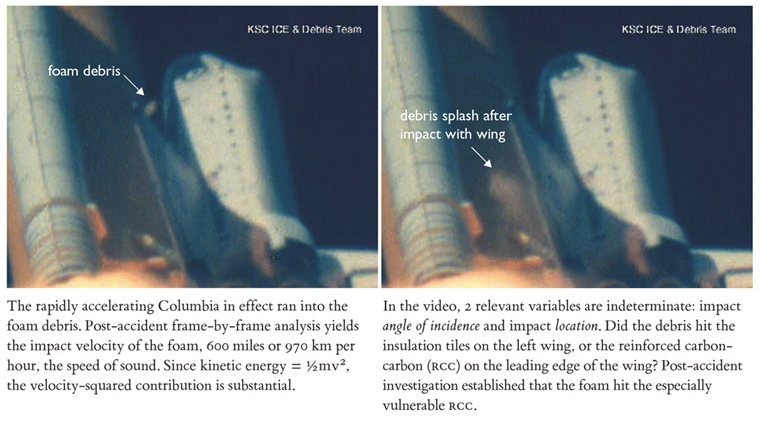 KSC ICE & Debris Team
foam debris
The rapidly accelerating Columbia in effect ran into the
foam debris. Post-accident frame-by-frame analysis yields
the impact velocity of the foam, 600 miles or 970 km per
hour, the speed of sound. Since kinetic energy = ½mv²,
the velocity-squared contribution is substantial.
KSC ICE & Debris Team
debris splash after
impact with wing
In the video, 2 relevant variables are indeterminate: impact
angle of incidence and impact location. Did the debris hit the
insulation tiles on the left wing, or the reinforced carbon-
carbon (RCC) on the leading edge of the wing? Post-accident
investigation established that the foam hit the especially
vulnerable RCC.